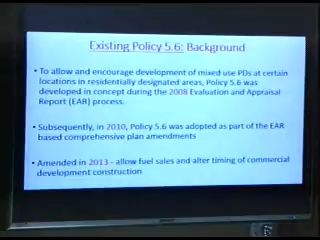 Existing Policy 5.6: Background
• To allow and encourage development of mixed use PDs at certain
locations in residentially designated areas, Policy 5.6 was
developed in concept during the 2008 Evaluation and Appraisal
Report (EAR) process.
• Subsequently, in 2010, Policy 5.6 was adopted as part of the EAR
based comprehensive plan amendments
• Amended in 2013 - allow fuel sales and alter timing of commercial
development construction